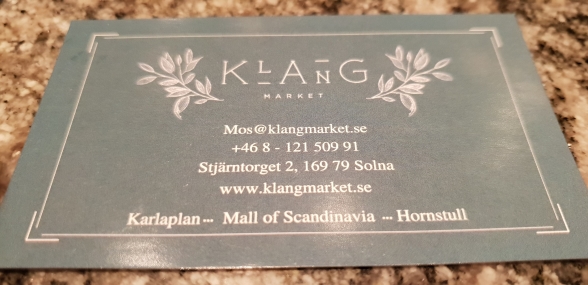 KLANG
MARKET
Mos@klangmarket.se
+46 8 - 121 509 91
Stjärntorget 2, 169 79 Solna
www.klangmarket.se
Karlaplan --- Mall of Scandinavia --- Hornstull